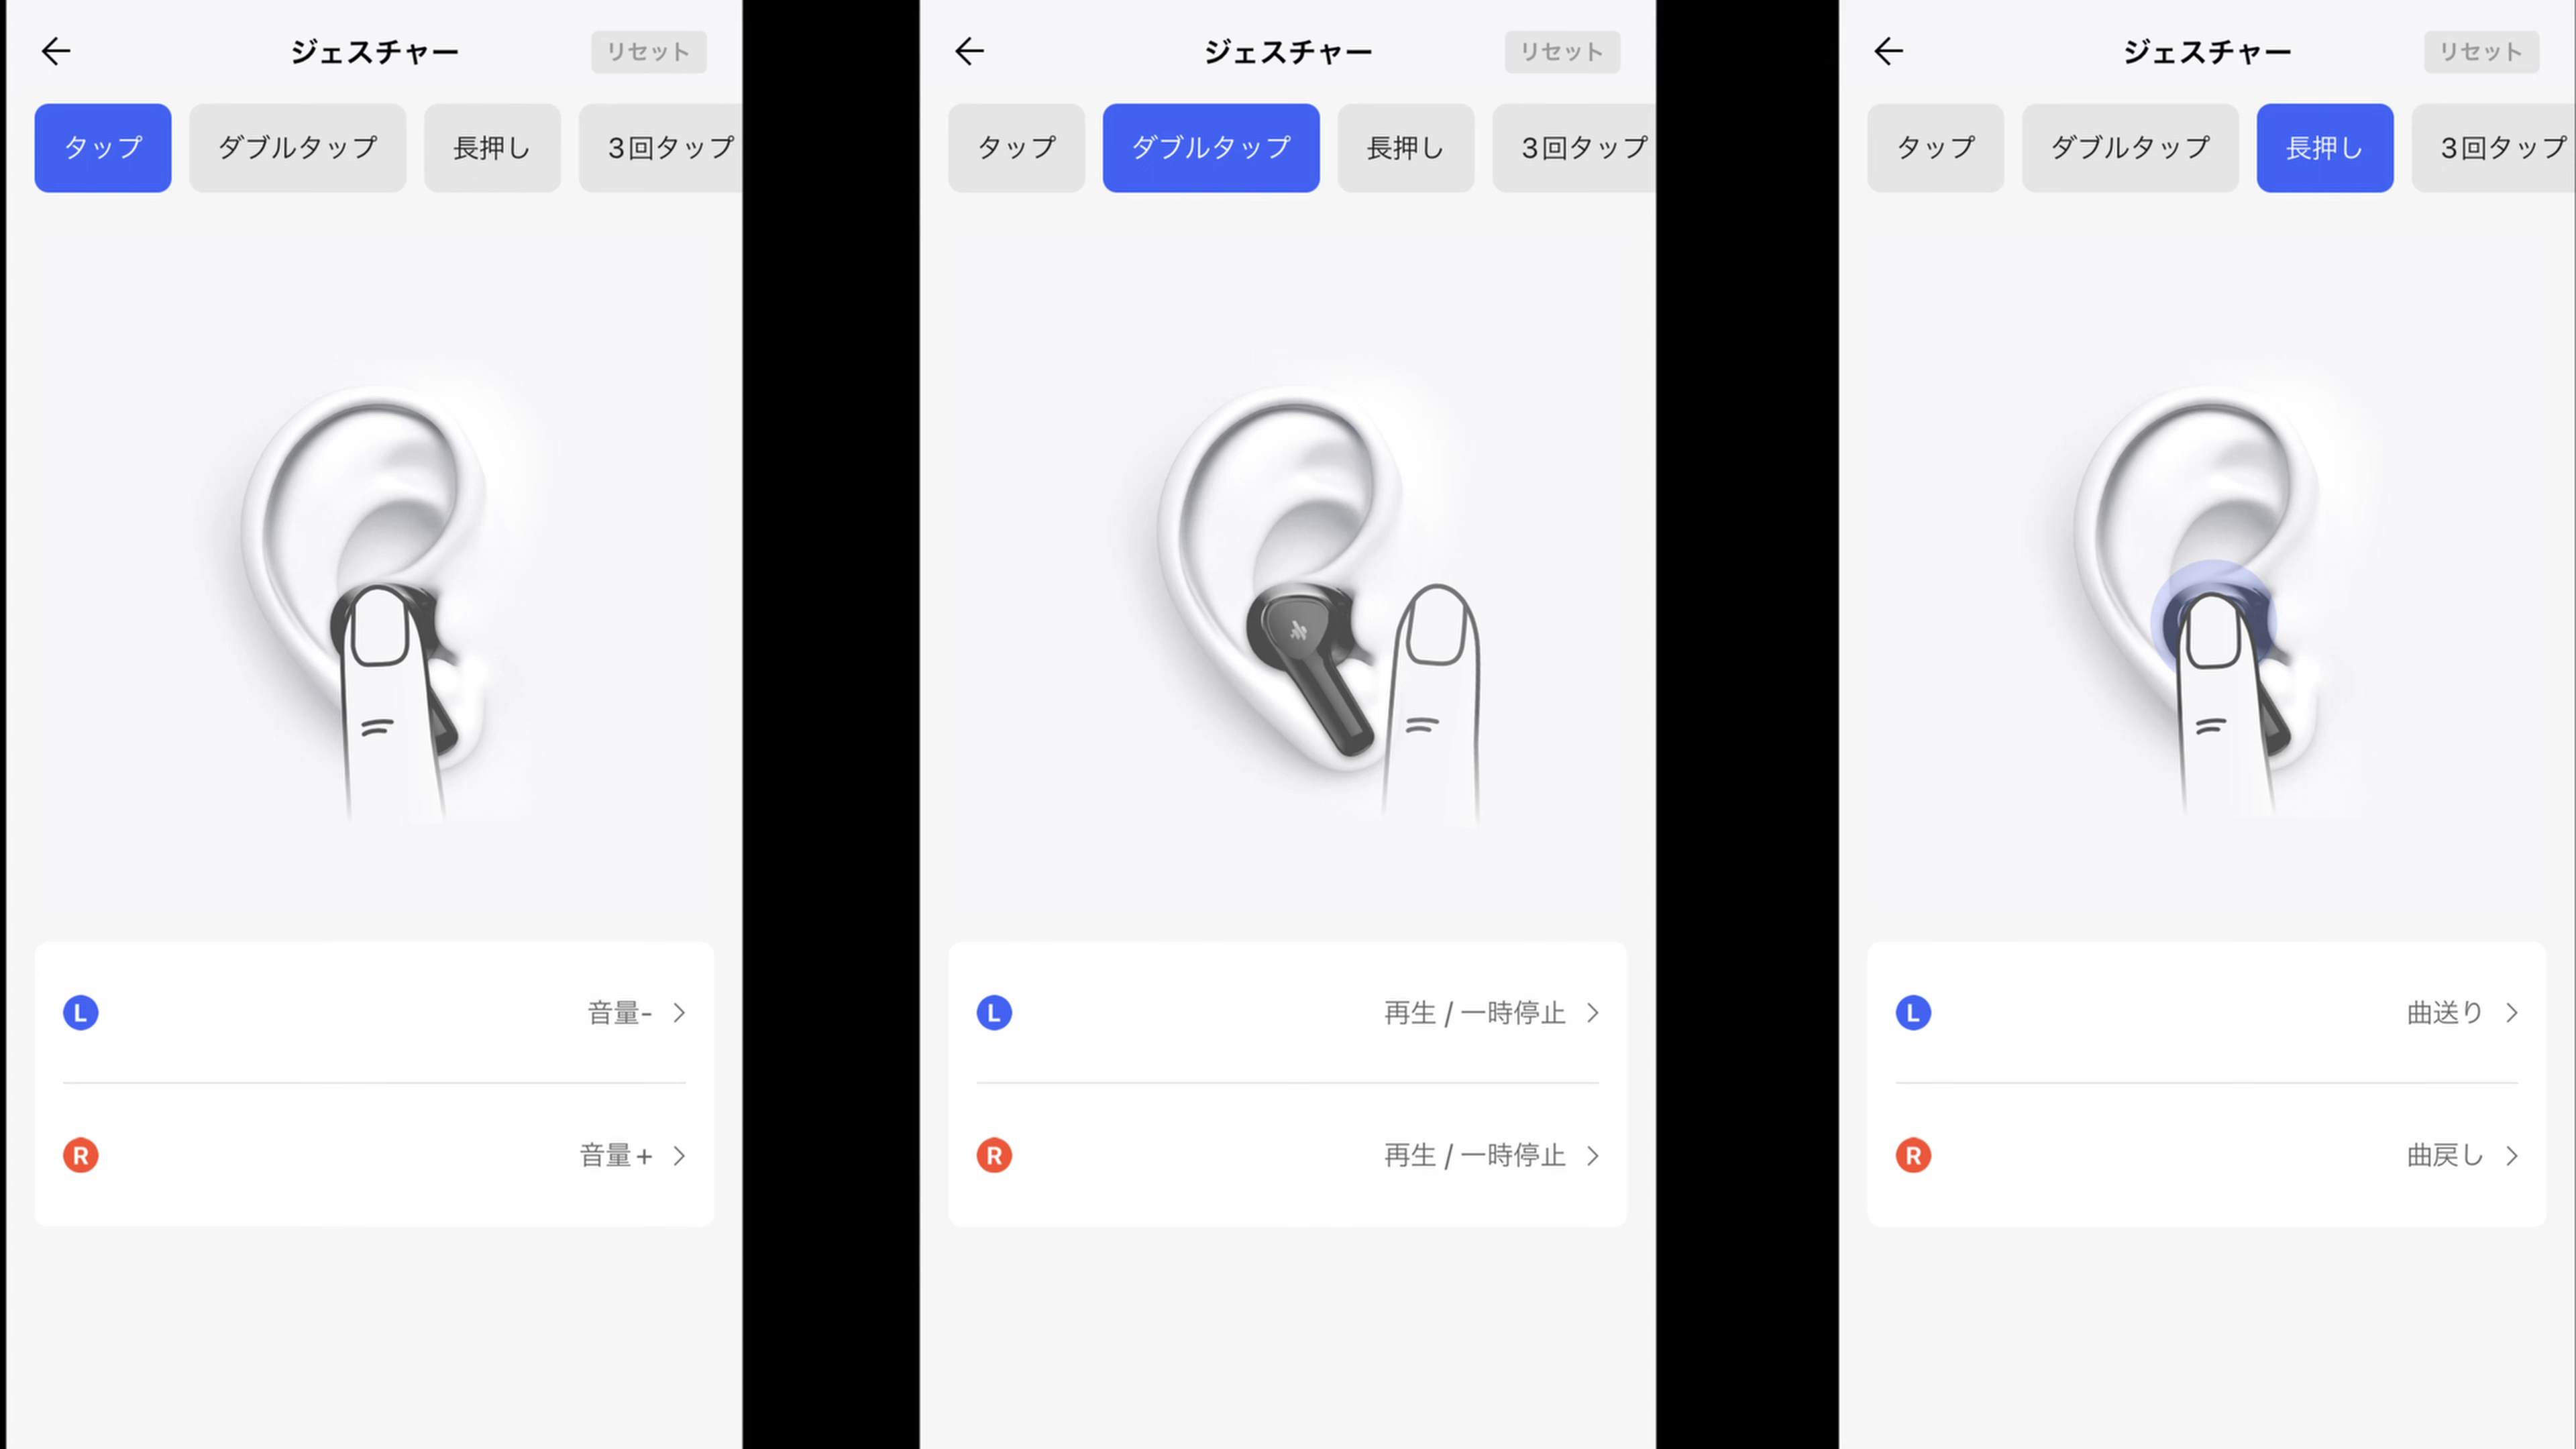 ジェスチャー リセット
タップ ダブルタップ 長押し 3回タップ
L 音量-
R 音量+
ジェスチャー リセット
タップ ダブルタップ 長押し 3回タップ
L 再生 / 一時停止
R 再生 / 一時停止
ジェスチャー リセット
タップ ダブルタップ 長押し 3回タップ
L 曲送り
R 曲戻し